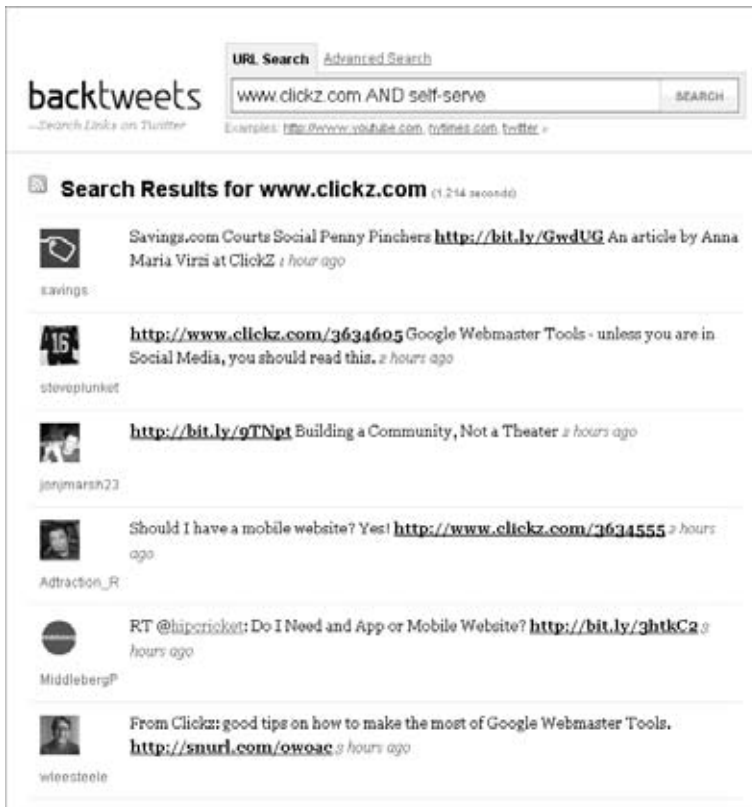 URL Search Advanced Search
backtweets
www.clickz.com AND self-serve SEARCH
—Search Links on Twitter
Examples: http://www.youtube.com, nytimes.com, twitter »
Search Results for www.clickz.com (1.214 seconds)
Savings.com Courts Social Penny Pinchers http://bit.ly/GwdUG An article by Anna
Maria Virzi at ClickZ 1 hour ago
savings
http://www.clickz.com/3634605 Google Webmaster Tools - unless you are in
Social Media, you should read this. 2 hours ago
steveplunket
http://bit.ly/9TNpt Building a Community, Not a Theater 2 hours ago
jonjmarsh23
Should I have a mobile website? Yes! http://www.clickz.com/3634555 2 hours
ago
Adtraction_R
RT @hipcricket: Do I Need and App or Mobile Website? http://bit.ly/3htkC2 3
hours ago
MiddlebergP
From Clickz: good tips on how to make the most of Google Webmaster Tools.
http://snurl.com/owoac 3 hours ago
wleesteele